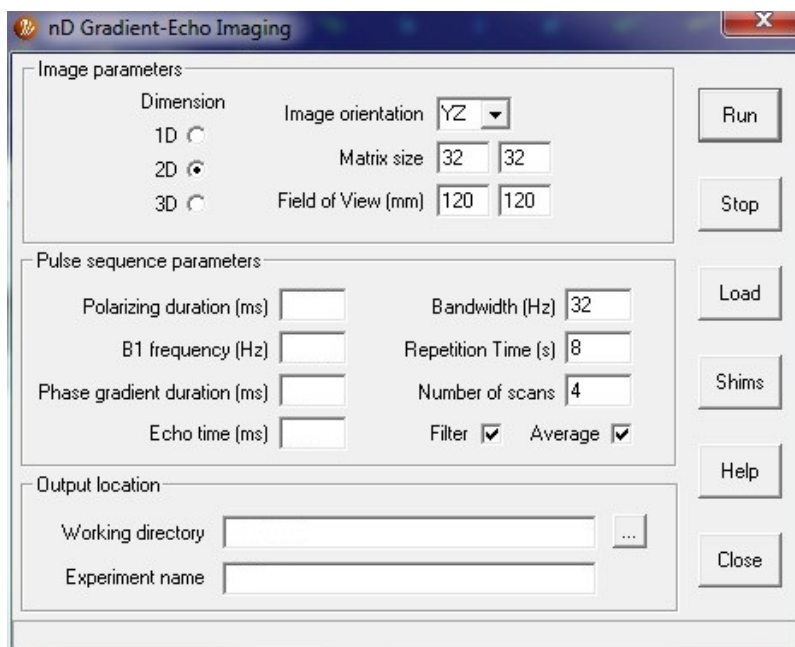 nD Gradient-Echo Imaging
Image parameters
Dimension
1D
2D
3D
Image orientation YZ
Matrix size 32 32
Field of View (mm) 120 120
Pulse sequence parameters
Polarizing duration (ms)
B1 frequency (Hz)
Phase gradient duration (ms)
Echo time (ms)
Bandwidth (Hz) 32
Repetition Time (s) 8
Number of scans 4
Filter Average
Output location
Working directory ...
Experiment name
Run
Stop
Load
Shims
Help
Close